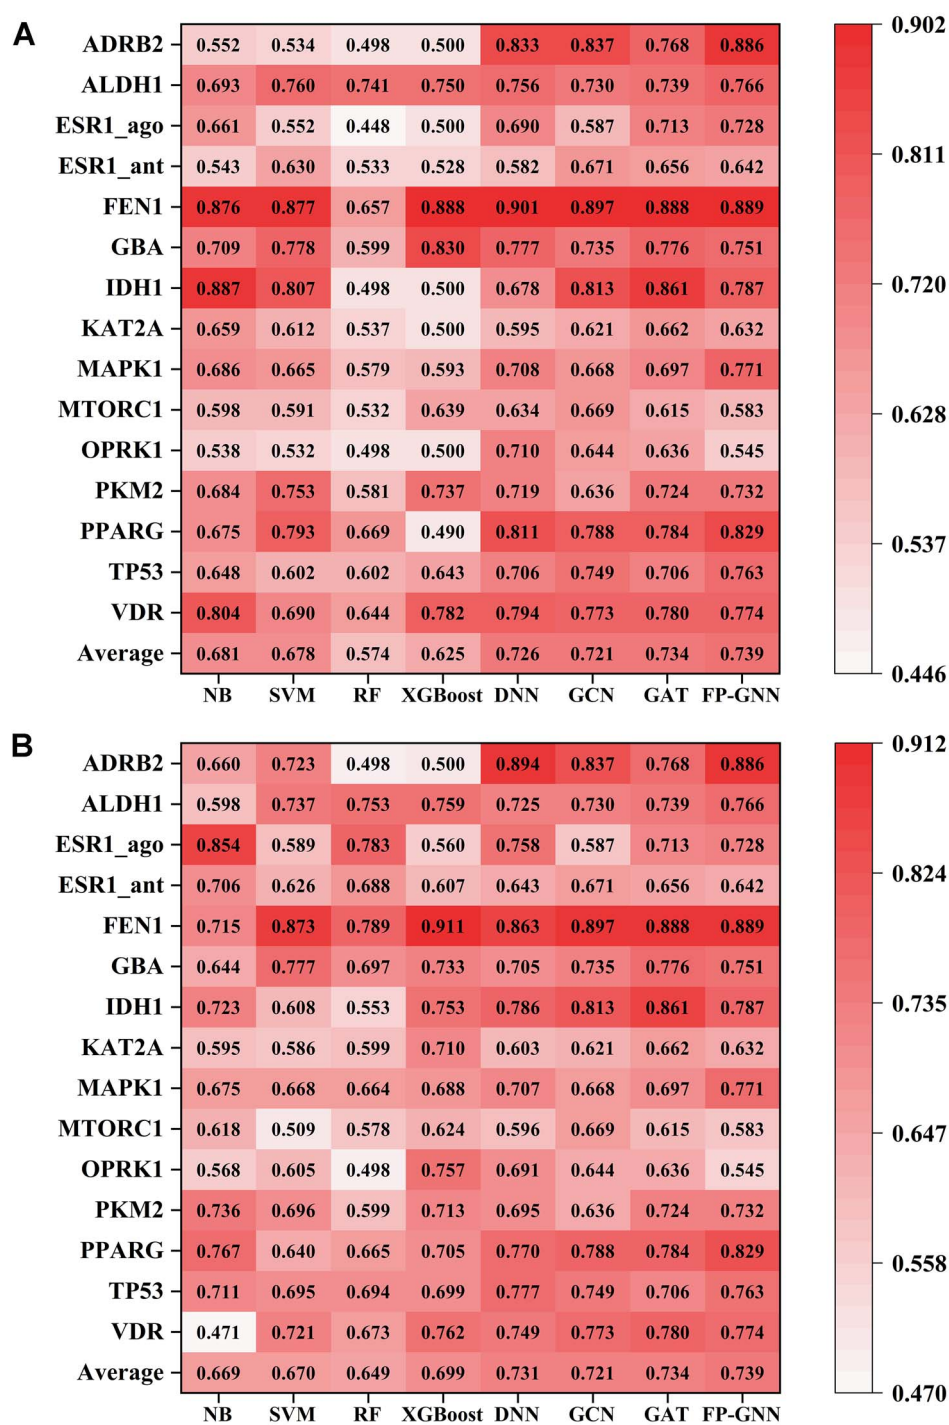 A
ADRB2 0.552 0.534 0.498 0.500 0.833 0.837 0.768 0.886
ALDH1 0.693 0.760 0.741 0.750 0.756 0.730 0.739 0.766
ESR1_ago 0.661 0.552 0.448 0.500 0.690 0.587 0.713 0.728
ESR1_ant 0.543 0.630 0.533 0.528 0.582 0.671 0.656 0.642
FEN1 0.876 0.877 0.657 0.888 0.901 0.897 0.888 0.889
GBA 0.709 0.778 0.599 0.830 0.777 0.735 0.776 0.751
IDH1 0.887 0.807 0.498 0.500 0.678 0.813 0.861 0.787
KAT2A 0.659 0.612 0.537 0.500 0.595 0.621 0.662 0.632
MAPK1 0.686 0.665 0.579 0.593 0.708 0.668 0.697 0.771
MTORC1 0.598 0.591 0.532 0.639 0.634 0.669 0.615 0.583
OPRK1 0.538 0.532 0.498 0.500 0.710 0.644 0.636 0.545
PKM2 0.684 0.753 0.581 0.737 0.719 0.636 0.724 0.732
PPARG 0.675 0.793 0.669 0.490 0.811 0.788 0.784 0.829
TP53 0.648 0.602 0.602 0.643 0.706 0.749 0.706 0.763
VDR 0.804 0.690 0.644 0.782 0.794 0.773 0.780 0.774
Average 0.681 0.678 0.574 0.625 0.726 0.721 0.734 0.739
NB SVM RF XGBoost DNN GCN GAT FP-GNN
0.902
0.811
0.720
0.628
0.537
0.446
B
ADRB2 0.660 0.723 0.498 0.500 0.894 0.837 0.768 0.886
ALDH1 0.598 0.737 0.753 0.759 0.725 0.730 0.739 0.766
ESR1_ago 0.854 0.589 0.783 0.560 0.758 0.587 0.713 0.728
ESR1_ant 0.706 0.626 0.688 0.607 0.643 0.671 0.656 0.642
FEN1 0.715 0.873 0.789 0.911 0.863 0.897 0.888 0.889
GBA 0.644 0.777 0.697 0.733 0.705 0.735 0.776 0.751
IDH1 0.723 0.608 0.553 0.753 0.786 0.813 0.861 0.787
KAT2A 0.595 0.586 0.599 0.710 0.603 0.621 0.662 0.632
MAPK1 0.675 0.668 0.664 0.688 0.707 0.668 0.697 0.771
MTORC1 0.618 0.509 0.578 0.624 0.596 0.669 0.615 0.583
OPRK1 0.568 0.605 0.498 0.757 0.691 0.644 0.636 0.545
PKM2 0.736 0.696 0.599 0.713 0.695 0.636 0.724 0.732
PPARG 0.767 0.640 0.665 0.705 0.770 0.788 0.784 0.829
TP53 0.711 0.695 0.694 0.699 0.777 0.749 0.706 0.763
VDR 0.471 0.721 0.673 0.762 0.749 0.773 0.780 0.774
Average 0.669 0.670 0.649 0.699 0.731 0.721 0.734 0.739
NB SVM RF XGBoost DNN GCN GAT FP-GNN
0.912
0.824
0.735
0.647
0.558
0.470